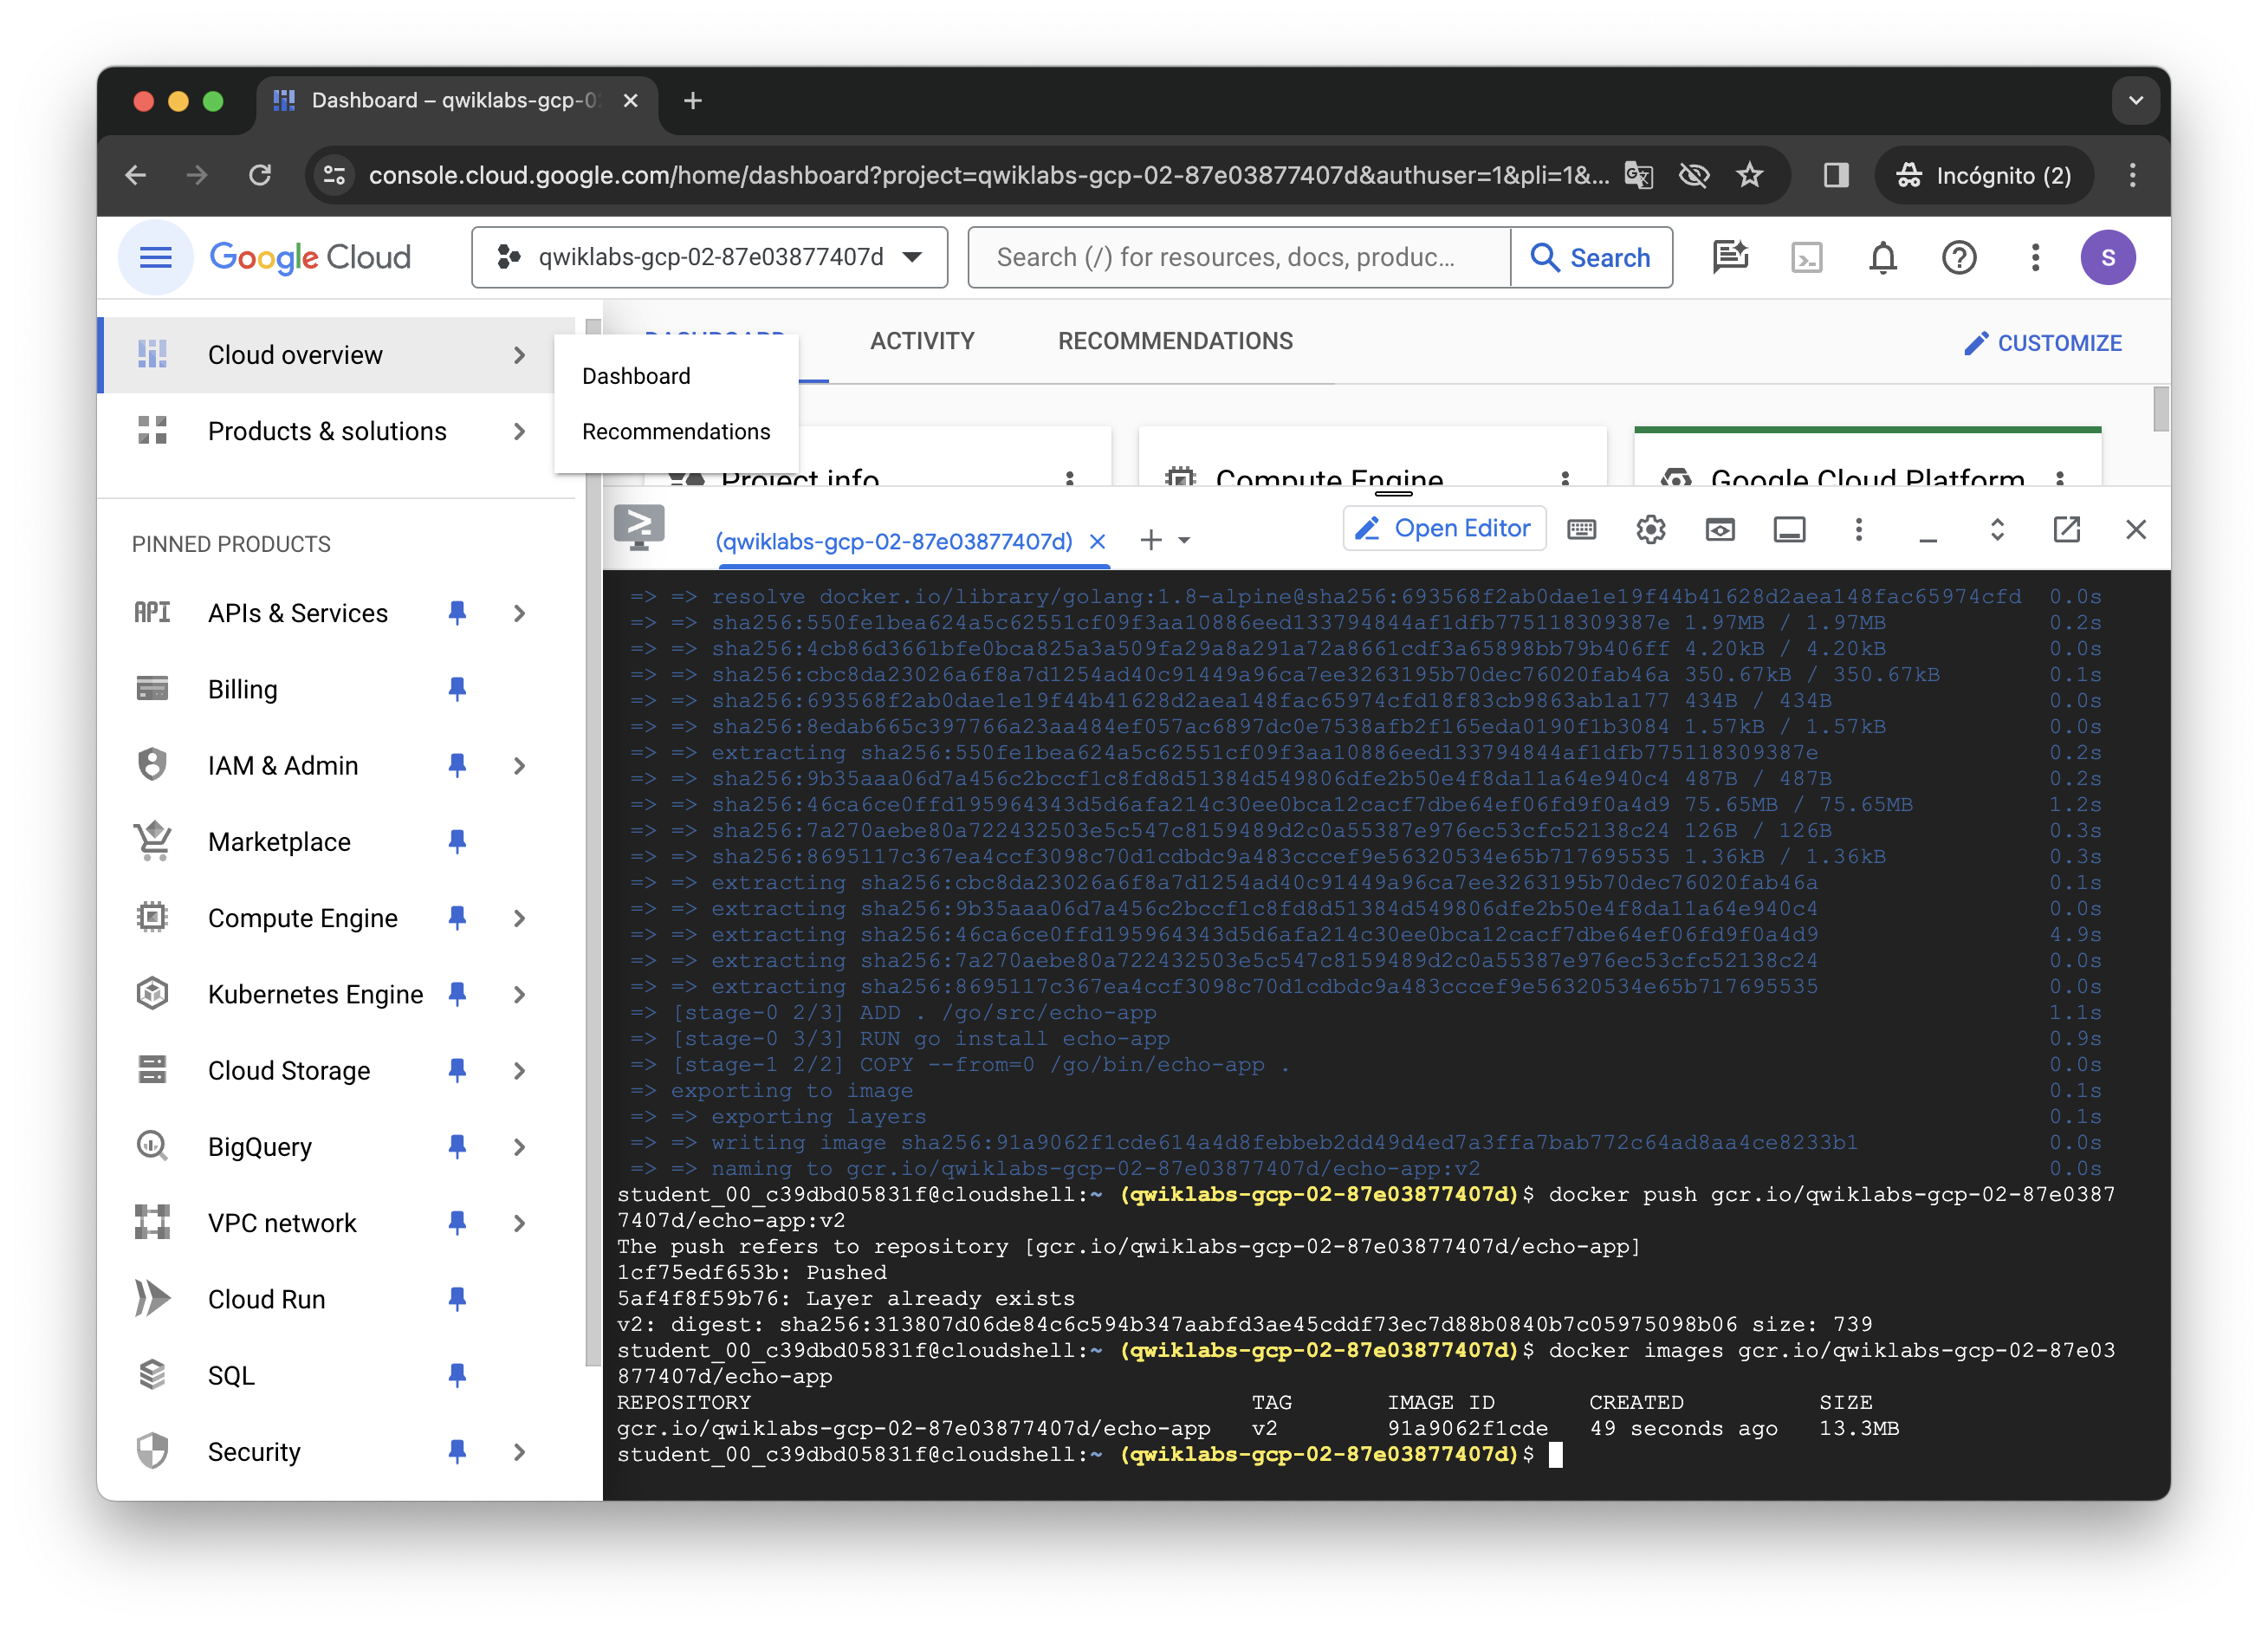 Dashboard – qwiklabs-gcp-0
console.cloud.google.com/home/dashboard?project=qwiklabs-gcp-02-87e03877407d&authuser=1&pli=1&...
Incógnito (2)
Google Cloud
qwiklabs-gcp-02-87e03877407d
Search (/) for resources, docs, produc...
Search
S
Cloud overview
Products & solutions
PINNED PRODUCTS
API APIs & Services
Billing
IAM & Admin
Marketplace
Compute Engine
Kubernetes Engine
Cloud Storage
BigQuery
VPC network
Cloud Run
SQL
Security
Dashboard
Recommendations
DASHBOARD
ACTIVITY
RECOMMENDATIONS
CUSTOMIZE
Project info
Compute Engine
Google Cloud Platform
(qwiklabs-gcp-02-87e03877407d)
Open Editor
=> => resolve docker.io/library/golang:1.8-alpine@sha256:693568f2ab0dae1e19f44b41628d2aea148fac65974cfd 0.0s
=> => sha256:550fe1bea624a5c62551cf09f3aa10886eed133794844af1dfb775118309387e 1.97MB / 1.97MB 0.2s
=> => sha256:4cb86d3661bfe0bca825a3a509fa29a8a291a72a8661cdf3a65898bb79b406ff 4.20kB / 4.20kB 0.0s
=> => sha256:cbc8da23026a6f8a7d1254ad40c91449a96ca7ee3263195b70dec76020fab46a 350.67kB / 350.67kB 0.1s
=> => sha256:693568f2ab0dae1e19f44b41628d2aea148fac65974cfd18f83cb9863ab1a177 434B / 434B 0.0s
=> => sha256:8edab665c397766a23aa484ef057ac6897dc0e7538afb2f165eda0190f1b3084 1.57kB / 1.57kB 0.0s
=> => extracting sha256:550fe1bea624a5c62551cf09f3aa10886eed133794844af1dfb775118309387e 0.2s
=> => sha256:9b35aaa06d7a456c2bccf1c8fd8d51384d549806dfe2b50e4f8da11a64e940c4 487B / 487B 0.2s
=> => sha256:46ca6ce0ffd195964343d5d6afa214c30ee0bca12cacf7dbe64ef06fd9f0a4d9 75.65MB / 75.65MB 1.2s
=> => sha256:7a270aebe80a722432503e5c547c8159489d2c0a55387e976ec53cfc52138c24 126B / 126B 0.3s
=> => sha256:8695117c367ea4ccf3098c70d1cdbdc9a483cccef9e56320534e65b717695535 1.36kB / 1.36kB 0.3s
=> => extracting sha256:cbc8da23026a6f8a7d1254ad40c91449a96ca7ee3263195b70dec76020fab46a 0.1s
=> => extracting sha256:9b35aaa06d7a456c2bccf1c8fd8d51384d549806dfe2b50e4f8da11a64e940c4 0.0s
=> => extracting sha256:46ca6ce0ffd195964343d5d6afa214c30ee0bca12cacf7dbe64ef06fd9f0a4d9 4.9s
=> => extracting sha256:7a270aebe80a722432503e5c547c8159489d2c0a55387e976ec53cfc52138c24 0.0s
=> => extracting sha256:8695117c367ea4ccf3098c70d1cdbdc9a483cccef9e56320534e65b717695535 0.0s
=> [stage-0 2/3] ADD . /go/src/echo-app 1.1s
=> [stage-0 3/3] RUN go install echo-app 0.9s
=> [stage-1 2/2] COPY --from=0 /go/bin/echo-app . 0.0s
=> exporting to image 0.1s
=> => exporting layers 0.1s
=> => writing image sha256:91a9062f1cde614a4d8febbeb2dd49d4ed7a3ffa7bab772c64ad8aa4ce8233b1 0.0s
=> => naming to gcr.io/qwiklabs-gcp-02-87e03877407d/echo-app:v2 0.0s
student_00_c39dbd05831f@cloudshell:~ (qwiklabs-gcp-02-87e03877407d)$ docker push gcr.io/qwiklabs-gcp-02-87e0387
7407d/echo-app:v2
The push refers to repository [gcr.io/qwiklabs-gcp-02-87e03877407d/echo-app]
1cf75edf653b: Pushed
5af4f8f59b76: Layer already exists
v2: digest: sha256:313807d06de84c6c594b347aabfd3ae45cddf73ec7d88b0840b7c05975098b06 size: 739
student_00_c39dbd05831f@cloudshell:~ (qwiklabs-gcp-02-87e03877407d)$ docker images gcr.io/qwiklabs-gcp-02-87e03
877407d/echo-app
REPOSITORY TAG IMAGE ID CREATED SIZE
gcr.io/qwiklabs-gcp-02-87e03877407d/echo-app v2 91a9062f1cde 49 seconds ago 13.3MB
student_00_c39dbd05831f@cloudshell:~ (qwiklabs-gcp-02-87e03877407d)$